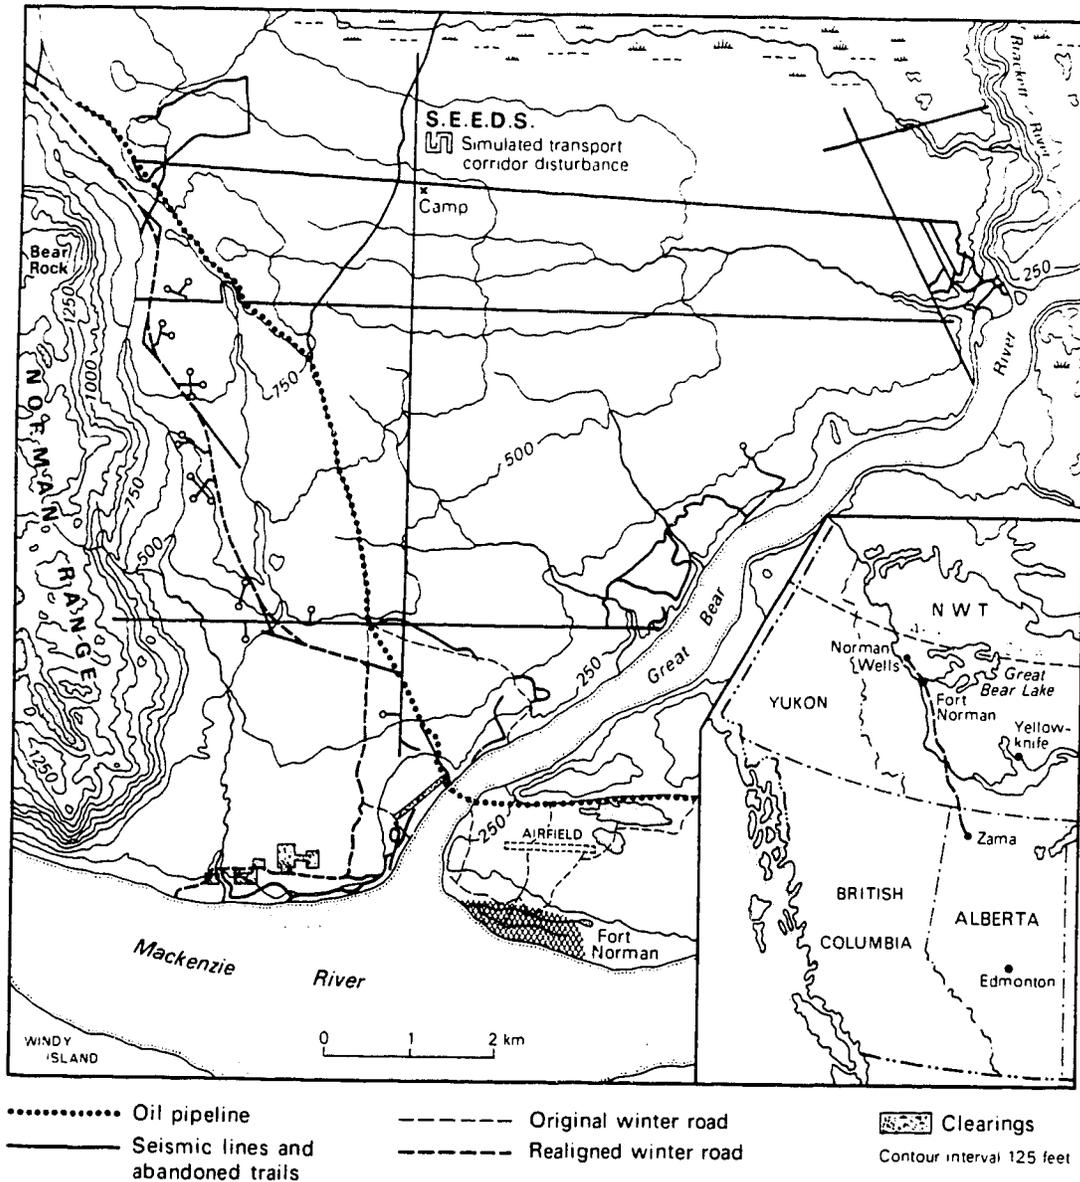 S.E.E.D.S.
Simulated transport
corridor disturbance
Camp
Brackett River
Bear
Rock
250
1250
River
1000
750
NORMAN RANGE
500
750
500
250
Great Bear
1250
250
AIRFIELD
Fort
Norman
Mackenzie River
WINDY
ISLAND
0 1 2 km
NWT
Norman
Wells
Great
Bear Lake
YUKON
Fort
Norman
Yellow-
knife
Zama
BRITISH
COLUMBIA
ALBERTA
Edmonton
Oil pipeline
Seismic lines and
abandoned trails
Original winter road
Realigned winter road
Clearings
Contour interval 125 feet